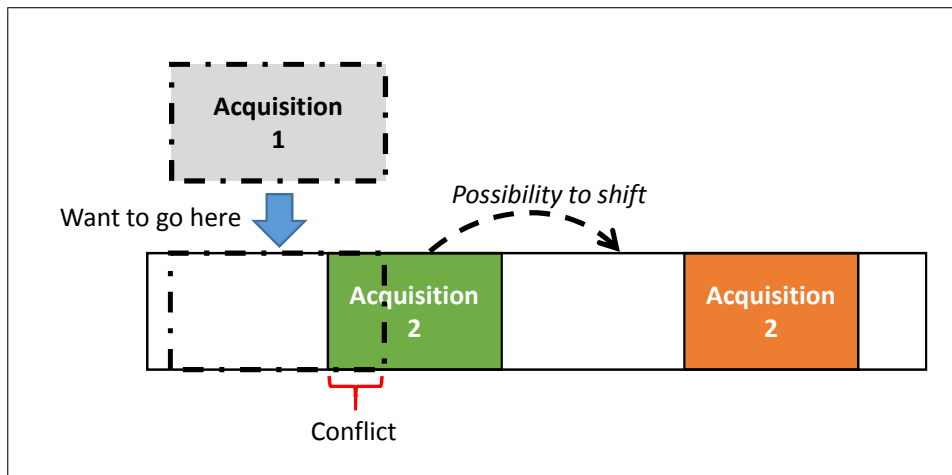 Acquisition
1
Possibility to shift
Want to go here
Acquisition
2
Acquisition
2
Conflict